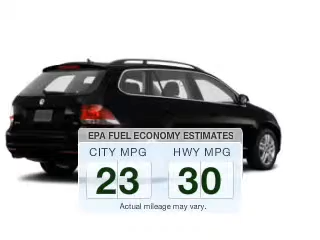 EPA FUEL ECONOMY ESTIMATES
CITY MPG HWY MPG
23 30
Actual mileage may vary.